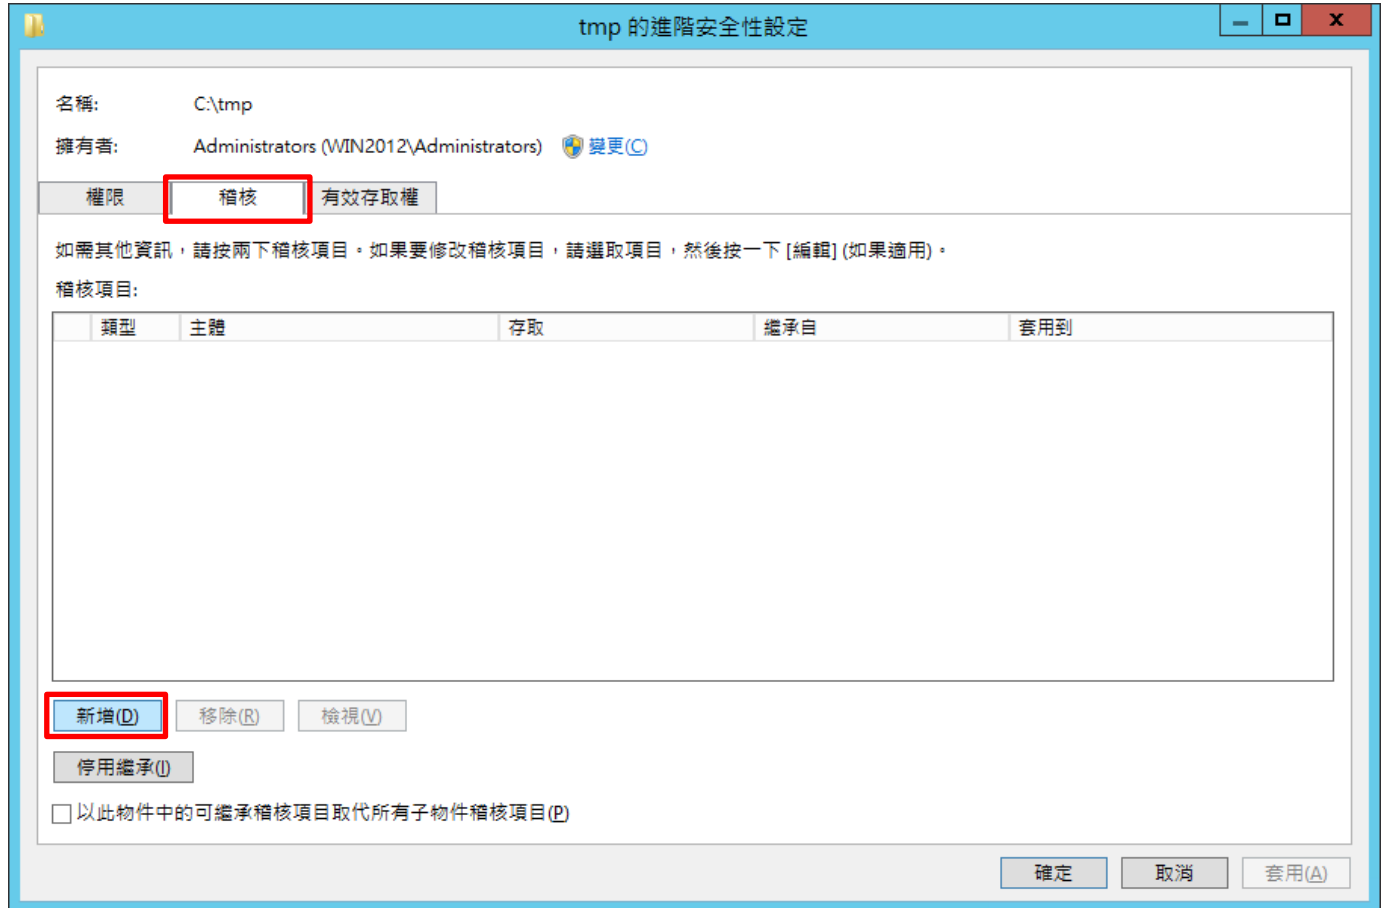 tmp 的進階安全性設定
名稱: C:\tmp
擁有者: Administrators (WIN2012\Administrators) 變更(C)
權限 稽核 有效存取權
如需其他資訊，請按兩下稽核項目。如果要修改稽核項目，請選取項目，然後按一下 [編輯] (如果適用)。
稽核項目:
類型 主體 存取 繼承自 套用到
新增(D) 移除(R) 檢視(V)
停用繼承(I)
以此物件中的可繼承稽核項目取代所有子物件稽核項目(P)
確定 取消 套用(A)